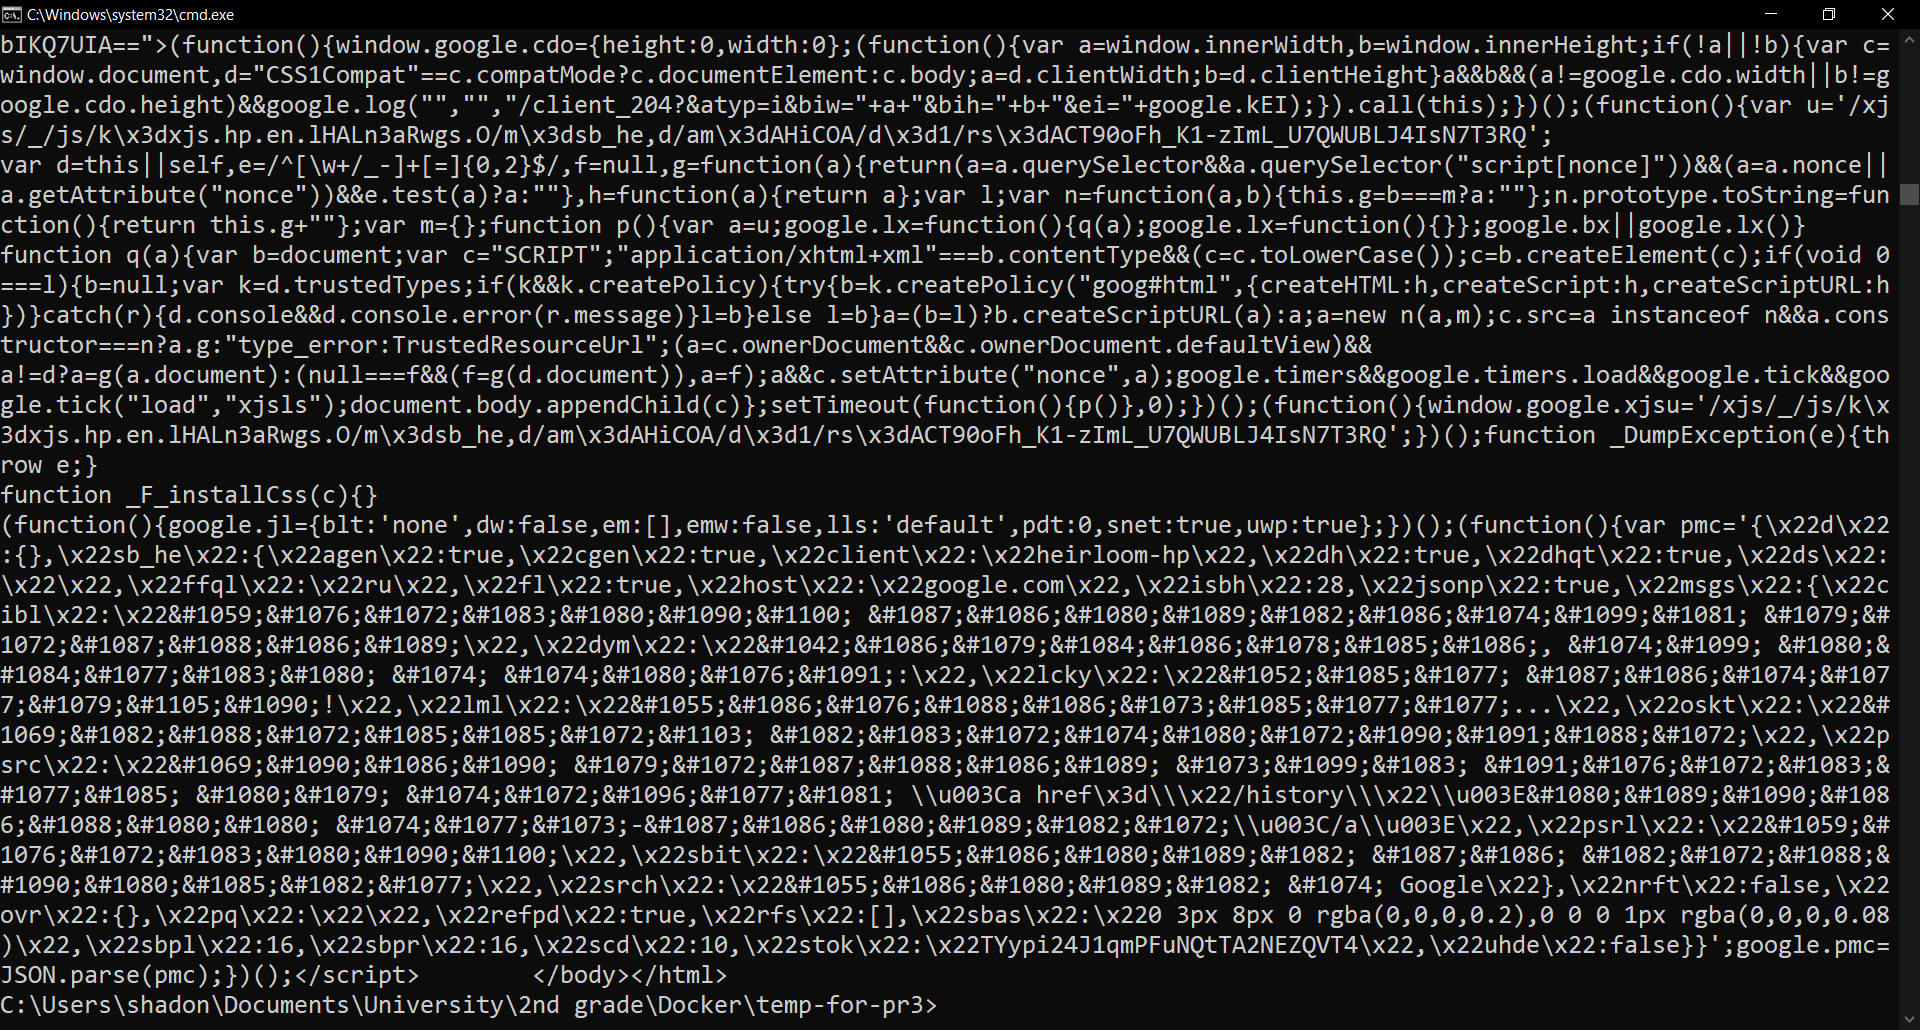 C:\Windows\system32\cmd.exe
bIKQ7UIA==">(function(){window.google.cdo={height:0,width:0};(function(){var a=window.innerWidth,b=window.innerHeight;if(!a||!b){var c=
window.document,d="CSS1Compat"==c.compatMode?c.documentElement:c.body;a=d.clientWidth;b=d.clientHeight}a&&b&&(a!=google.cdo.width||b!=g
oogle.cdo.height)&&google.log("","","/client_204?&atyp=i&biw="+a+"&bih="+b+"&ei="+google.kEI);}).call(this);})();(function(){var u='/xj
s/_/js/k\x3dxjs.hp.en.lHALn3aRwgs.O/m\x3dsb_he,d/am\x3dAHiCOA/d\x3d1/rs\x3dACT90oFh_K1-zImL_U7QWUBLJ4IsN7T3RQ';
var d=this||self,e=/^[\w+/_-]+[=]{0,2}$/,f=null,g=function(a){return(a=a.querySelector&&a.querySelector("script[nonce]"))&&(a=a.nonce||
a.getAttribute("nonce"))&&e.test(a)?a:""},h=function(a){return a};var l;var n=function(a,b){this.g=b===m?a:""};n.prototype.toString=fun
ction(){return this.g+""};var m={};function p(){var a=u;google.lx=function(){q(a);google.lx=function(){}};google.bx||google.lx()}
function q(a){var b=document;var c="SCRIPT";"application/xhtml+xml"===b.contentType&&(c=c.toLowerCase());c=b.createElement(c);if(void 0
===l){b=null;var k=d.trustedTypes;if(k&&k.createPolicy){try{b=k.createPolicy("goog#html",{createHTML:h,createScript:h,createScriptURL:h
})}catch(r){d.console&&d.console.error(r.message)}l=b}else l=b}a=(b=l)?b.createScriptURL(a):a;a=new n(a,m);c.src=a instanceof n&&a.cons
tructor===n?a.g:"type_error:TrustedResourceUrl";(a=c.ownerDocument&&c.ownerDocument.defaultView)&&
a!=d?a=g(a.document):(null===f&&(f=g(d.document)),a=f);a&&c.setAttribute("nonce",a);google.timers&&google.timers.load&&google.tick&&goo
gle.tick("load","xjsls");document.body.appendChild(c)};setTimeout(function(){p()},0);})();(function(){window.google.xjsu='/xjs/_/js/k\x
3dxjs.hp.en.lHALn3aRwgs.O/m\x3dsb_he,d/am\x3dAHiCOA/d\x3d1/rs\x3dACT90oFh_K1-zImL_U7QWUBLJ4IsN7T3RQ';})();function _DumpException(e){th
row e;}
function _F_installCss(c){}
(function(){google.jl={blt:'none',dw:false,em:[],emw:false,lls:'default',pdt:0,snet:true,uwp:true};})();(function(){var pmc='{\x22d\x22
:{},\x22sb_he\x22:{\x22agen\x22:true,\x22cgen\x22:true,\x22client\x22:\x22heirloom-hp\x22,\x22dh\x22:true,\x22dhqt\x22:true,\x22ds\x22:
\x22\x22,\x22ffql\x22:\x22ru\x22,\x22fl\x22:true,\x22host\x22:\x22google.com\x22,\x22isbh\x22:28,\x22jsonp\x22:true,\x22msgs\x22:{\x22c
ibl\x22:\x22&#1059;&#1076;&#1072;&#1083;&#1080;&#1090;&#1100; &#1087;&#1086;&#1080;&#1089;&#1082;&#1086;&#1074;&#1099;&#1081; &#1079;&#
1072;&#1087;&#1088;&#1086;&#1089;\x22,\x22dym\x22:\x22&#1042;&#1086;&#1079;&#1084;&#1086;&#1078;&#1085;&#1086;, &#1074;&#1099; &#1080;&
#1084;&#1077;&#1083;&#1080; &#1074; &#1074;&#1080;&#1076;&#1091;:\x22,\x22lcky\x22:\x22&#1052;&#1085;&#1077; &#1087;&#1086;&#1074;&#107
7;&#1079;&#1105;&#1090;!\x22,\x22lml\x22:\x22&#1055;&#1086;&#1076;&#1088;&#1086;&#1073;&#1085;&#1077;&#1077;...\x22,\x22oskt\x22:\x22&#
1069;&#1082;&#1088;&#1072;&#1085;&#1085;&#1072;&#1103; &#1082;&#1083;&#1072;&#1074;&#1080;&#1072;&#1090;&#1091;&#1088;&#1072;\x22,\x22p
src\x22:\x22&#1069;&#1090;&#1086;&#1090; &#1079;&#1072;&#1087;&#1088;&#1086;&#1089; &#1073;&#1099;&#1083; &#1091;&#1076;&#1072;&#1083;&
#1077;&#1085; &#1080;&#1079; &#1074;&#1072;&#1096;&#1077;&#1081; \\u003Ca href\x3d\\\x22/history\\\x22\\u003E&#1080;&#1089;&#1090;&#108
6;&#1088;&#1080;&#1080; &#1074;&#1077;&#1073;-&#1087;&#1086;&#1080;&#1089;&#1082;&#1072;\\u003C/a\\u003E\x22,\x22psrl\x22:\x22&#1059;&#
1076;&#1072;&#1083;&#1080;&#1090;&#1100;\x22,\x22sbit\x22:\x22&#1055;&#1086;&#1080;&#1089;&#1082; &#1087;&#1086; &#1082;&#1072;&#1088;&
#1090;&#1080;&#1085;&#1082;&#1077;\x22,\x22srch\x22:\x22&#1055;&#1086;&#1080;&#1089;&#1082; &#1074; Google\x22},\x22nrft\x22:false,\x22
ovr\x22:{},\x22pq\x22:\x22\x22,\x22refpd\x22:true,\x22rfs\x22:[],\x22sbas\x22:\x220 3px 8px 0 rgba(0,0,0,0.2),0 0 0 1px rgba(0,0,0,0.08
)\x22,\x22sbpl\x22:16,\x22sbpr\x22:16,\x22scd\x22:10,\x22stok\x22:\x22TYypi24J1qmPFuNQtTA2NEZQVT4\x22,\x22uhde\x22:false}}';google.pmc=
JSON.parse(pmc);})();</script>        </body></html>
C:\Users\shadon\Documents\University\2nd grade\Docker\temp-for-pr3>